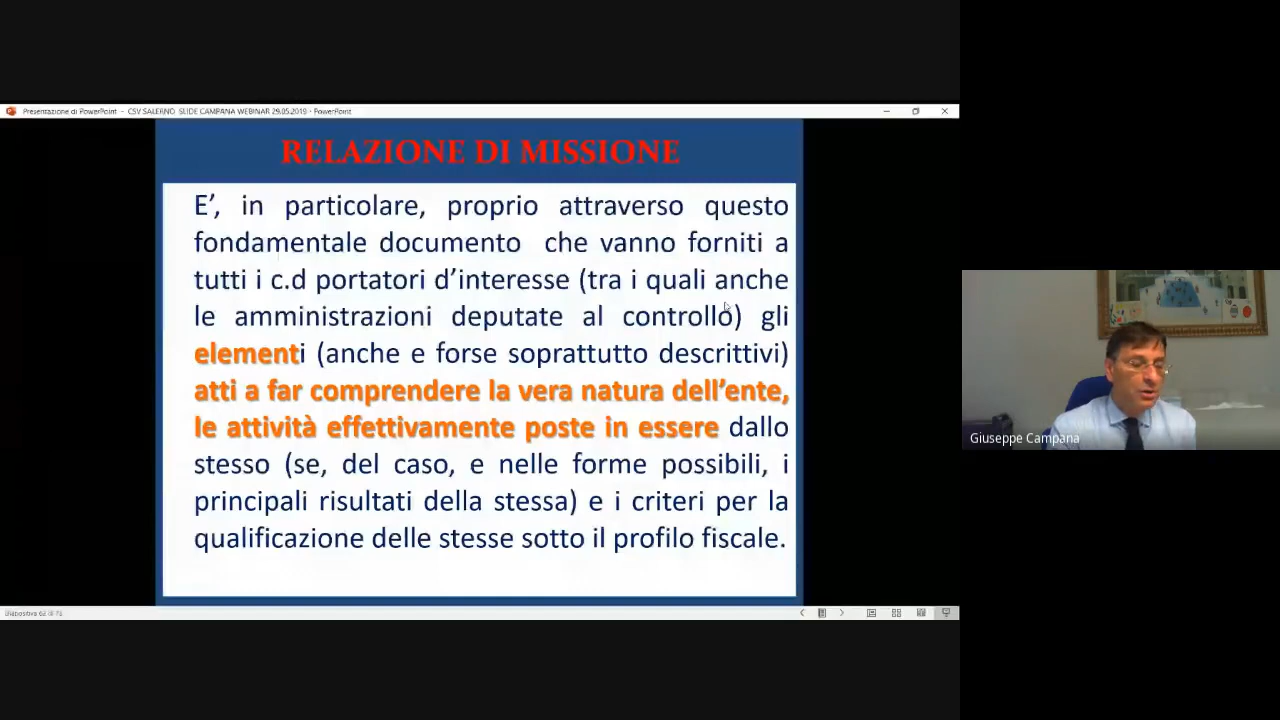 Presentazione di PowerPoint - CSV SALERNO SLIDE CAMPANA WEBINAR 29.05.2019 - PowerPoint
RELAZIONE DI MISSIONE
E’, in particolare, proprio attraverso questo
fondamentale documento che vanno forniti a
tutti i c.d portatori d’interesse (tra i quali anche
le amministrazioni deputate al controllo) gli
elementi (anche e forse soprattutto descrittivi)
atti a far comprendere la vera natura dell’ente,
le attività effettivamente poste in essere dallo
stesso (se, del caso, e nelle forme possibili, i
principali risultati della stessa) e i criteri per la
qualificazione delle stesse sotto il profilo fiscale.
Giuseppe Campana